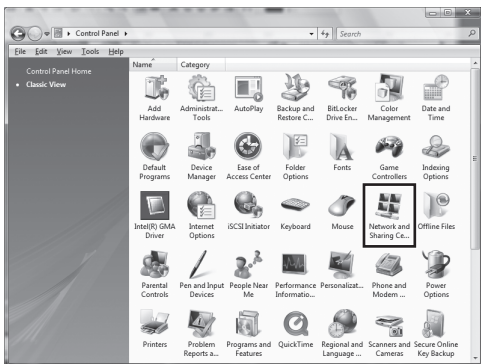 Control Panel
Search
File Edit View Tools Help
Control Panel Home
Classic View
Name Category
Add Hardware
Administrat... Tools
AutoPlay
Backup and Restore C...
BitLocker Drive En...
Color Management
Date and Time
Default Programs
Device Manager
Ease of Access Center
Folder Options
Fonts
Game Controllers
Indexing Options
Intel(R) GMA Driver
Internet Options
iSCSI Initiator
Keyboard
Mouse
Network and Sharing Ce...
Offline Files
Parental Controls
Pen and Input Devices
People Near Me
Performance Informatio...
Personalizat...
Phone and Modem ...
Power Options
Printers
Problem Reports a...
Programs and Features
QuickTime
Regional and Language ...
Scanners and Cameras
Secure Online Key Backup